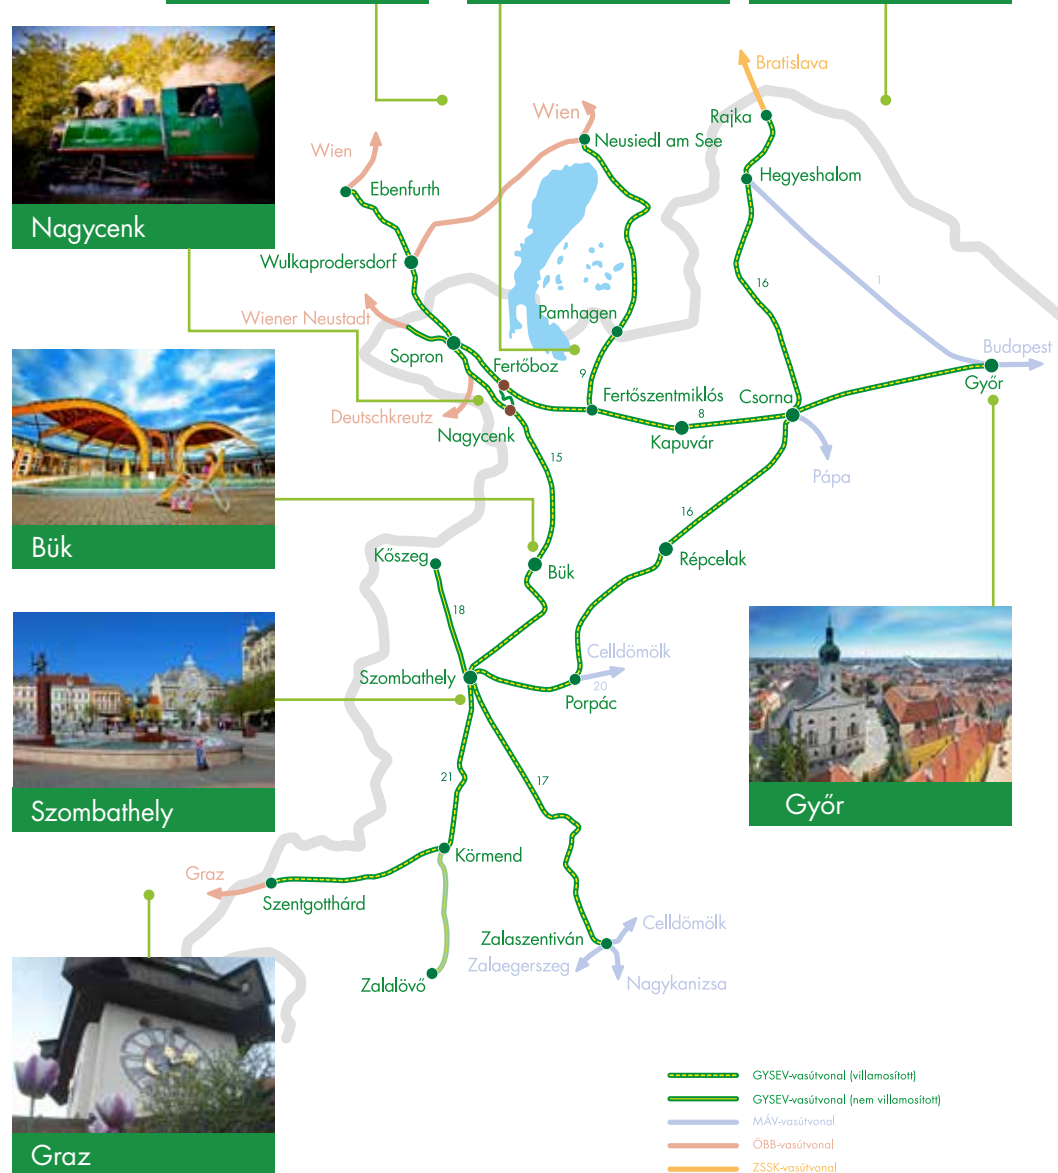 Bratislava
Rajka
Wien
Neusiedl am See
Wien
Ebenfurth
Hegyeshalom
Nagycenk
Wulkaprodersdorf
16
1
Pamhagen
Wiener Neustadt
Budapest
Sopron
Fertőboz
9
Győr
Fertőszentmiklós
Csorna
Deutschkreutz
8
Nagycenk
Kapuvár
15
Pápa
16
Bük
Kőszeg
Bük
Répcelak
18
Celldömölk
Szombathely
20
Porpác
21
17
Szombathely
Győr
Körmend
Graz
Szentgotthárd
Celldömölk
Zalaszentiván
Zalaegerszeg
Zalalövő
Nagykanizsa
GYSEV-vasútvonal (villamosított)
GYSEV-vasútvonal (nem villamosított)
MÁV-vasútvonal
ÖBB-vasútvonal
Graz
ZSSK-vasútvonal